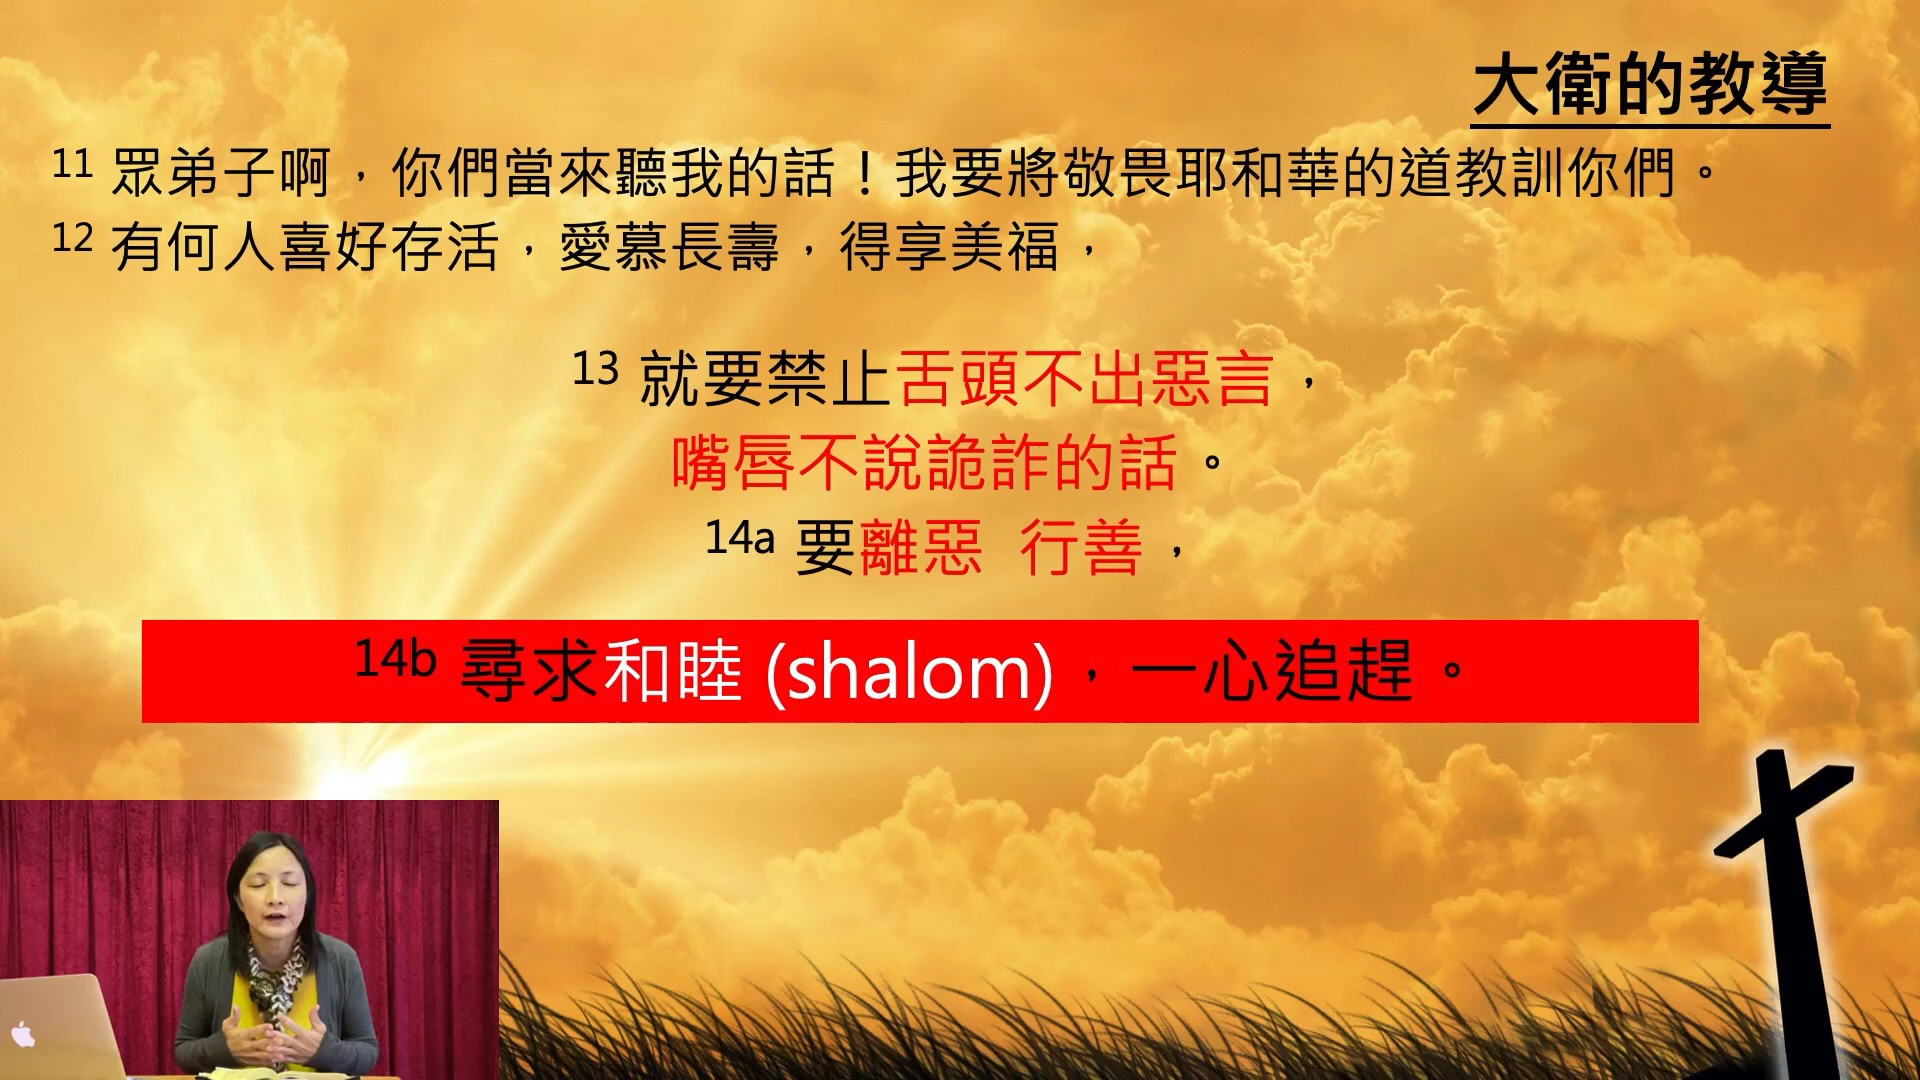 大衛的教導
11 眾弟子啊，你們當來聽我的話！我要將敬畏耶和華的道教訓你們。
12 有何人喜好存活，愛慕長壽，得享美福，
13 就要禁止舌頭不出惡言，
嘴唇不說詭詐的話。
14a 要離惡 行善，
14b 尋求和睦 (shalom)，一心追趕。